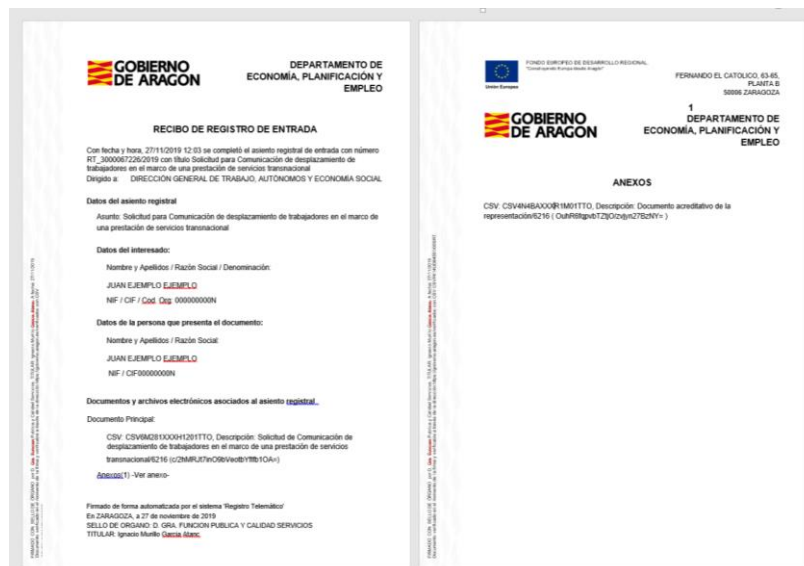 GOBIERNO
DE ARAGON
DEPARTAMENTO DE
ECONOMÍA, PLANIFICACIÓN Y
EMPLEO
RECIBO DE REGISTRO DE ENTRADA
Con fecha y hora, 27/11/2019 12:03 se completó el asiento registral de entrada con número
RT_3000067226/2019 con título Solicitud para Comunicación de desplazamiento de
trabajadores en el marco de una prestación de servicios transnacional
Dirigido a: DIRECCIÓN GENERAL DE TRABAJO, AUTÓNOMOS Y ECONOMÍA SOCIAL
Datos del asiento registral
Asunto: Solicitud para Comunicación de desplazamiento de trabajadores en el marco de
una prestación de servicios transnacional
Datos del interesado:
Nombre y Apellidos / Razón Social / Denominación:
JUAN EJEMPLO EJEMPLO
NIF / CIF / Cod. Org: 000000000N
Datos de la persona que presenta el documento:
Nombre y Apellidos / Razón Social:
JUAN EJEMPLO EJEMPLO
NIF / CIF00000000N
Documentos y archivos electrónicos asociados al asiento registral.
Documento Principal:
CSV: CSV6M281XXXH1201TTO, Descripción: Solicitud de Comunicación de
desplazamiento de trabajadores en el marco de una prestación de servicios
transnacional/6216
Anexos(1) -Ver anexo-
Firmado de forma automatizada por el sistema 'Registro Telemático'
En ZARAGOZA, a 27 de noviembre de 2019
SELLO DE ORGANO: D. GRA. FUNCION PUBLICA Y CALIDAD SERVICIOS
TITULAR: Ignacio Murillo García Atanc.
Unión Europea
FONDO EUROPEO DE DESARROLLO REGIONAL
"Construyendo Europa desde Aragón"
FERNANDO EL CATOLICO, 63-65,
PLANTA B
50006 ZARAGOZA
1
GOBIERNO
DE ARAGON
DEPARTAMENTO DE
ECONOMÍA, PLANIFICACIÓN Y
EMPLEO
ANEXOS
CSV: CSV4N4BAXXXR1M01TTO, Descripción: Documento acreditativo de la
representación/6216